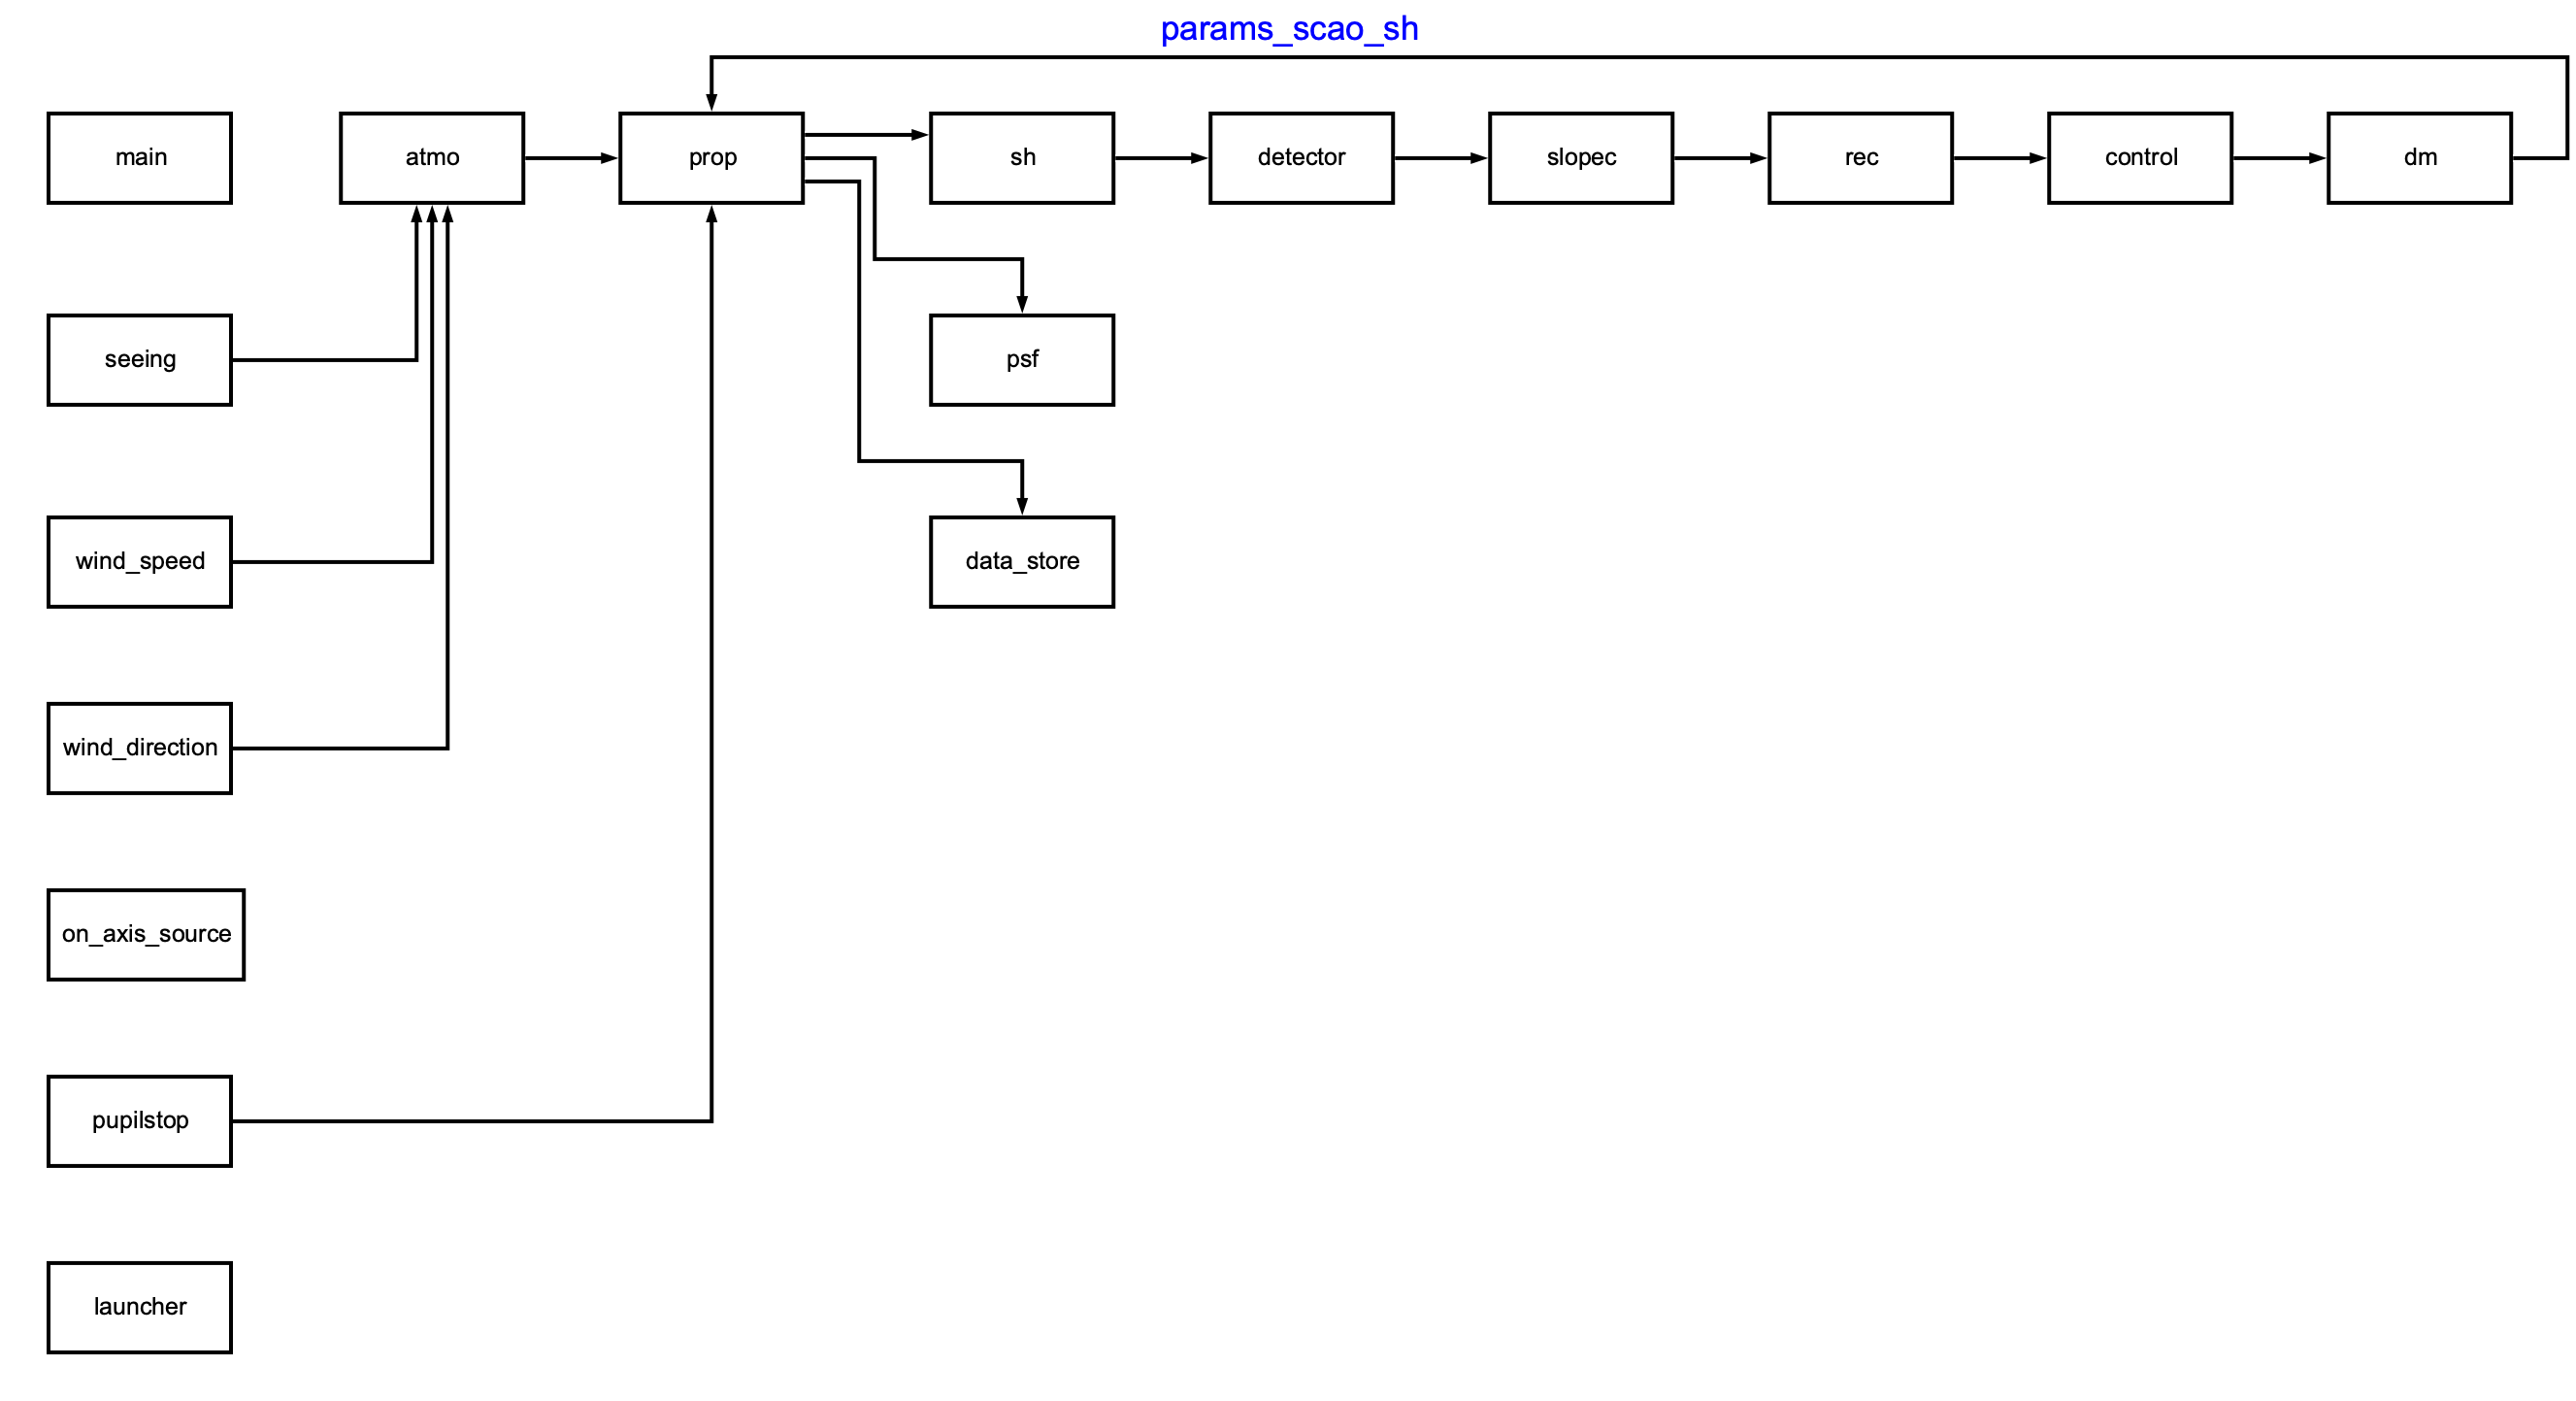 params_scao_sh
main
atmo
prop
sh
detector
slopec
rec
control
dm
seeing
psf
wind_speed
data_store
wind_direction
on_axis_source
pupilstop
launcher